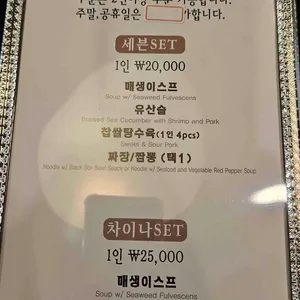 주말,공휴일은 가합니다.
세븐SET
1인 ₩20,000
매생이스프
Soup w/ Seaweed Fulvescens
유산슬
Braised Sea Cucumber with Shrimp and Pork
찹쌀탕수육(1인 4pcs)
Sweet & Sour Pork
짜장/짬뽕 (택1)
Noodle w/ Black Soy Bean Sauce or Noodle w/ Seafood and Vegetable Red Pepper Soup
차이나SET
1인 ₩25,000
매생이스프
Soup w/ Seaweed Fulvescens